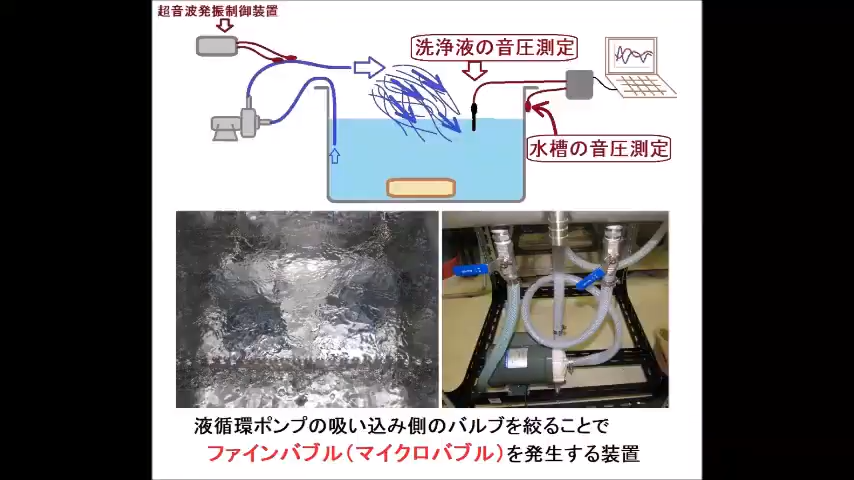 超音波発振制御装置
洗浄液の音圧測定
水槽の音圧測定
液循環ポンプの吸い込み側のバルブを絞ることで
ファインバブル(マイクロバブル)を発生する装置